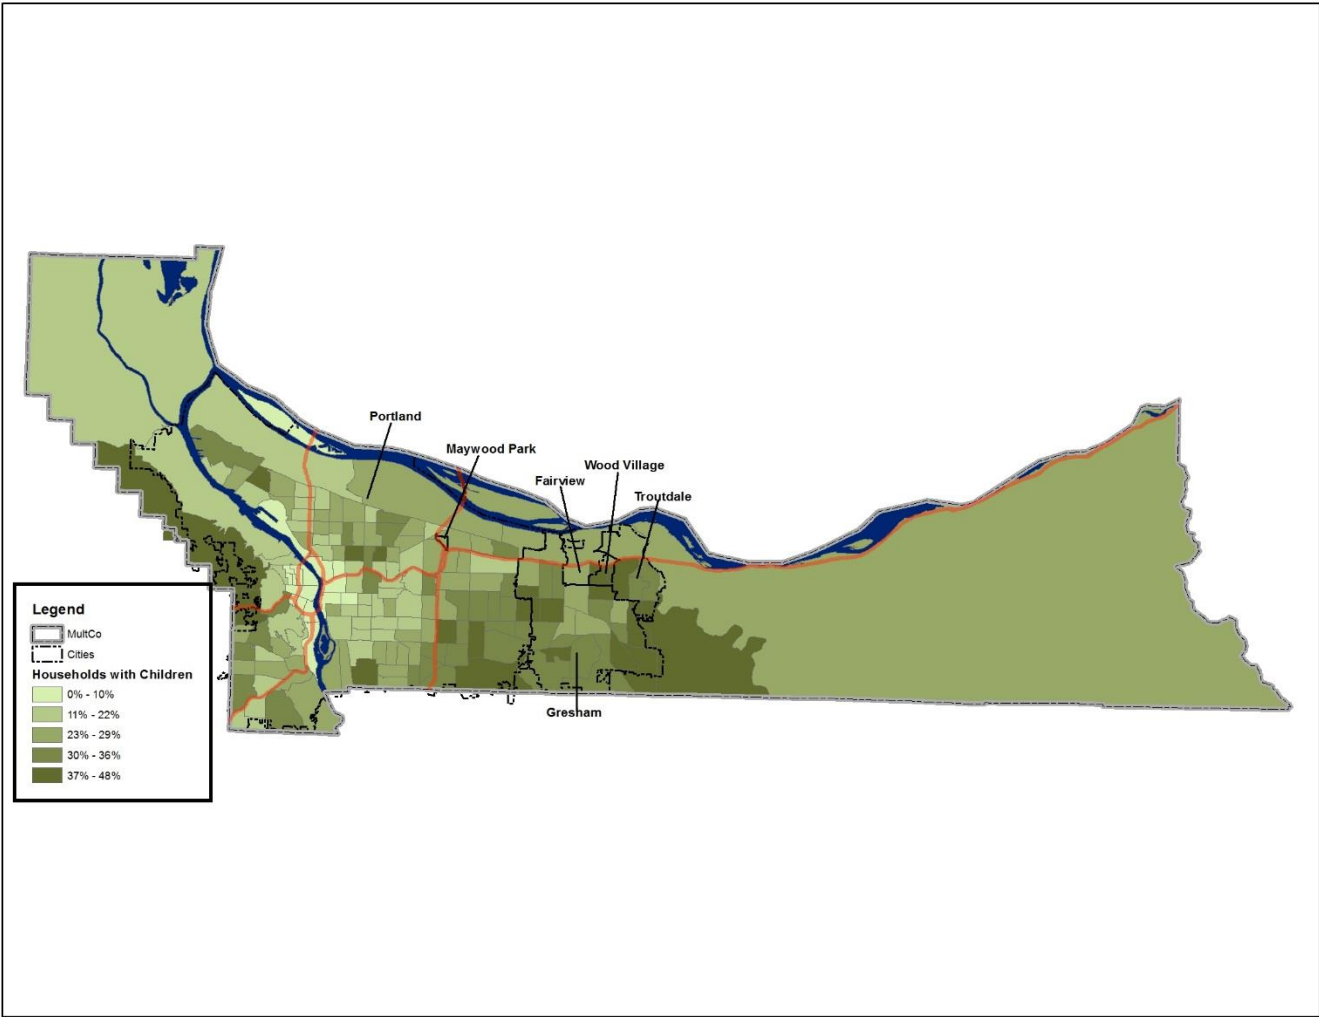 Portland
Maywood Park
Wood Village
Fairview
Troutdale
Gresham
Legend
MultCo
Cities
Households with Children
0% - 10%
11% - 22%
23% - 29%
30% - 36%
37% - 48%